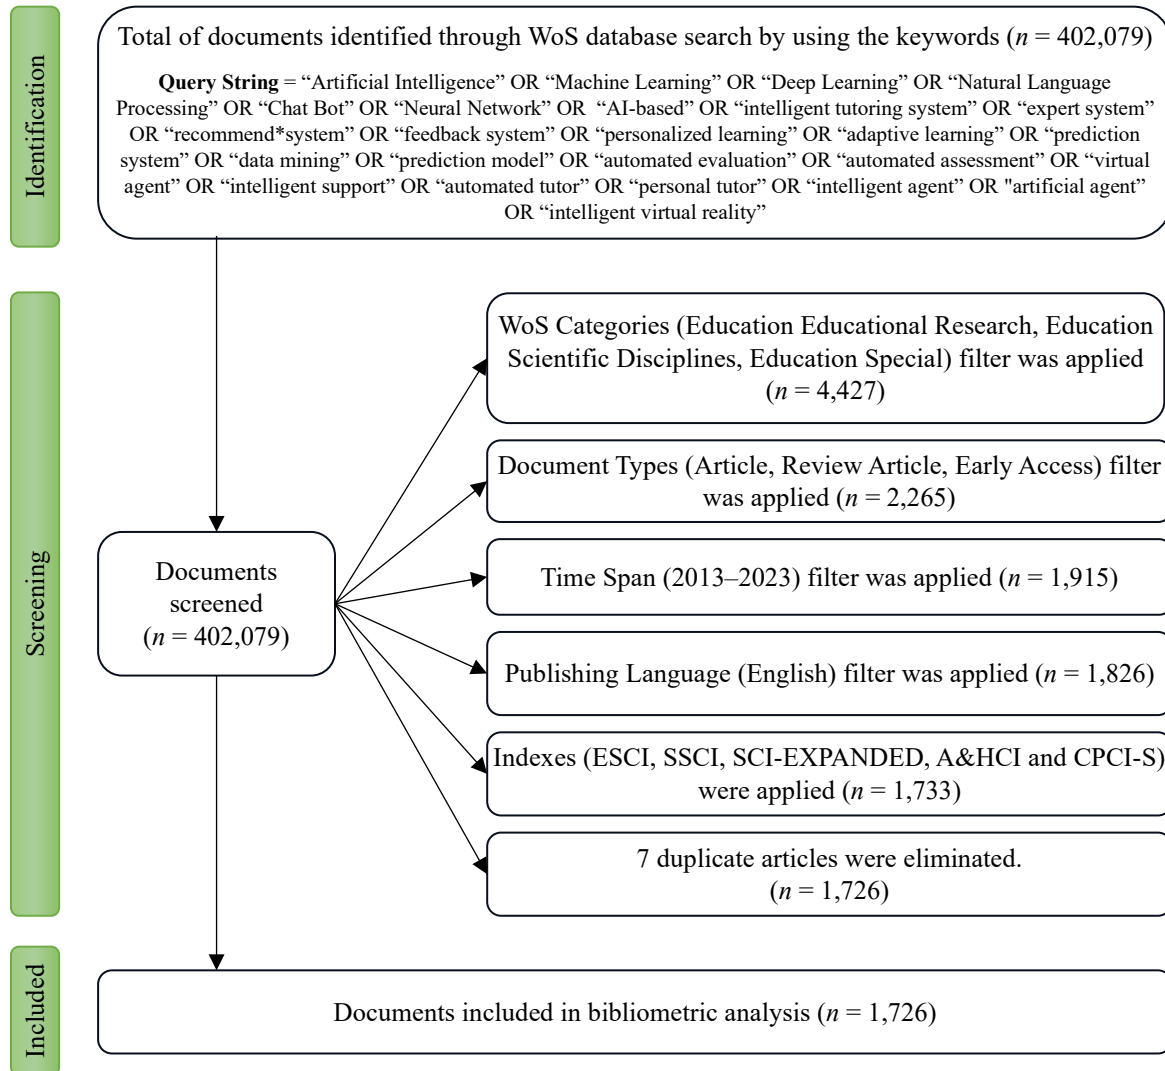 Identification
Total of documents identified through WoS database search by using the keywords (n = 402,079)
Query String = “Artificial Intelligence” OR “Machine Learning” OR “Deep Learning” OR “Natural Language
Processing” OR “Chat Bot” OR “Neural Network” OR “AI-based” OR “intelligent tutoring system” OR “expert system”
OR “recommend*system” OR “feedback system” OR “personalized learning” OR “adaptive learning” OR “prediction
system” OR “data mining” OR “prediction model” OR “automated evaluation” OR “automated assessment” OR “virtual
agent” OR “intelligent support” OR “automated tutor” OR “personal tutor” OR “intelligent agent” OR "artificial agent”
OR “intelligent virtual reality”
Screening
Documents
screened
(n = 402,079)
WoS Categories (Education Educational Research, Education
Scientific Disciplines, Education Special) filter was applied
(n = 4,427)
Document Types (Article, Review Article, Early Access) filter
was applied (n = 2,265)
Time Span (2013–2023) filter was applied (n = 1,915)
Publishing Language (English) filter was applied (n = 1,826)
Indexes (ESCI, SSCI, SCI-EXPANDED, A&HCI and CPCI-S)
were applied (n = 1,733)
7 duplicate articles were eliminated.
(n = 1,726)
Included
Documents included in bibliometric analysis (n = 1,726)